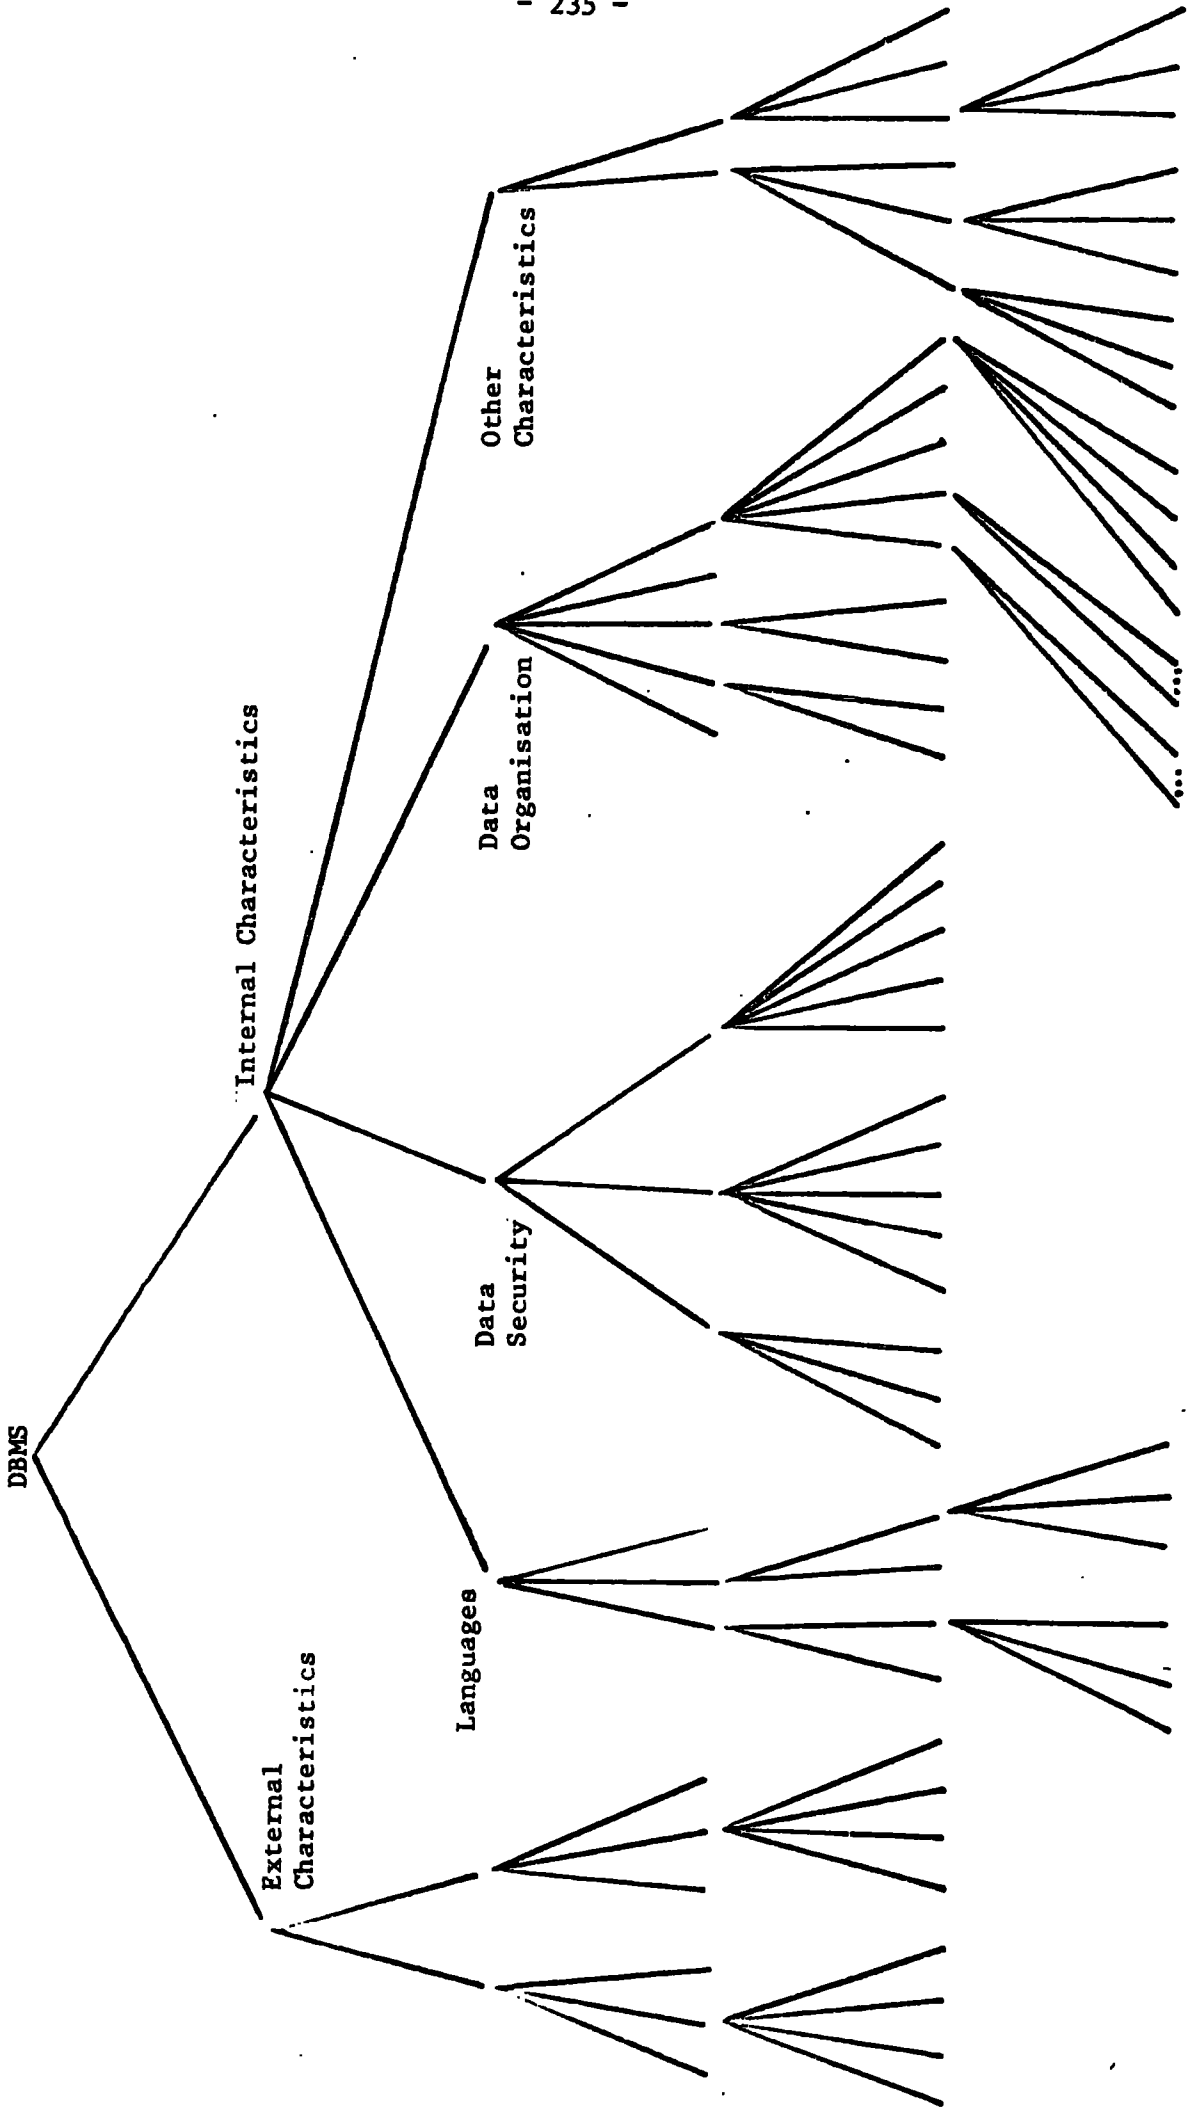 - 235 -
DBMS
External
Characteristics
Internal Characteristics
Languages
Data
Security
Data
Organisation
Other
Characteristics